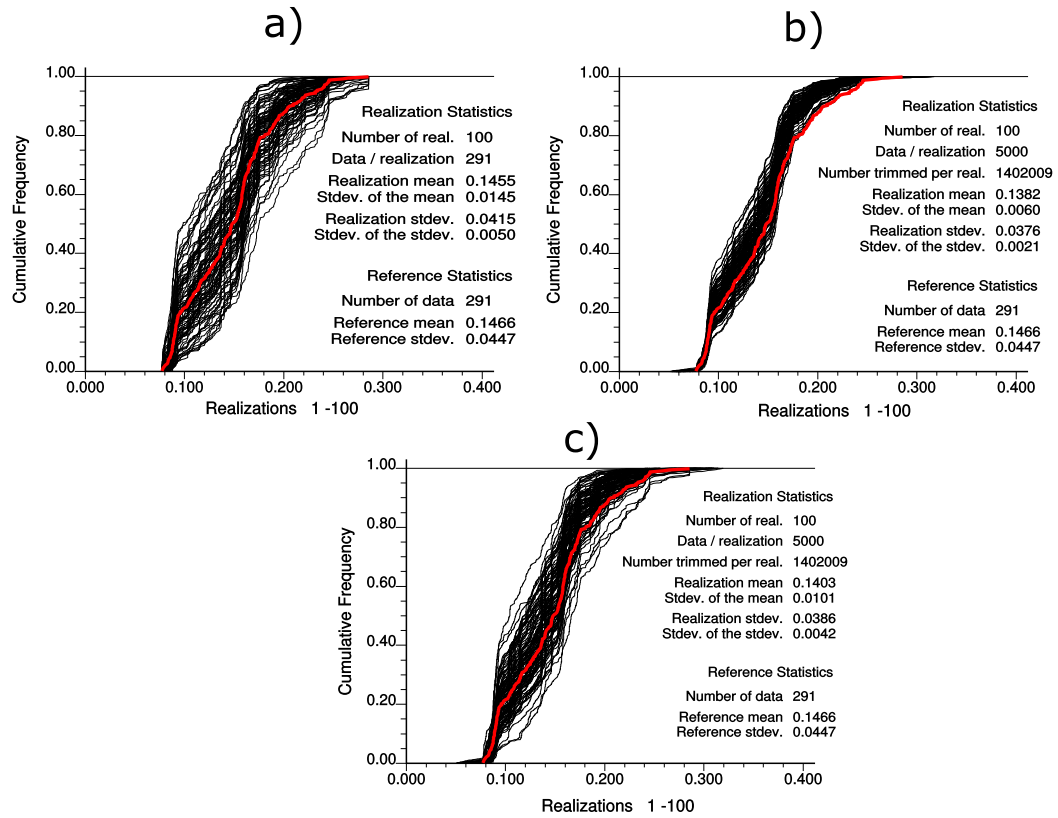 a)
1.00
0.80
0.60
0.40
0.20
0.00
Cumulative Frequency
0.000 0.100 0.200 0.300 0.400
Realizations 1 -100
Realization Statistics
Number of real. 100
Data / realization 291
Realization mean 0.1455
Stdev. of the mean 0.0145
Realization stdev. 0.0415
Stdev. of the stdev. 0.0050
Reference Statistics
Number of data 291
Reference mean 0.1466
Reference stdev. 0.0447
b)
1.00
0.80
0.60
0.40
0.20
0.00
Cumulative Frequency
0.000 0.100 0.200 0.300 0.400
Realizations 1 -100
Realization Statistics
Number of real. 100
Data / realization 5000
Number trimmed per real. 1402009
Realization mean 0.1382
Stdev. of the mean 0.0060
Realization stdev. 0.0376
Stdev. of the stdev. 0.0021
Reference Statistics
Number of data 291
Reference mean 0.1466
Reference stdev. 0.0447
c)
1.00
0.80
0.60
0.40
0.20
0.00
Cumulative Frequency
0.000 0.100 0.200 0.300 0.400
Realizations 1 -100
Realization Statistics
Number of real. 100
Data / realization 5000
Number trimmed per real. 1402009
Realization mean 0.1403
Stdev. of the mean 0.0101
Realization stdev. 0.0386
Stdev. of the stdev. 0.0042
Reference Statistics
Number of data 291
Reference mean 0.1466
Reference stdev. 0.0447